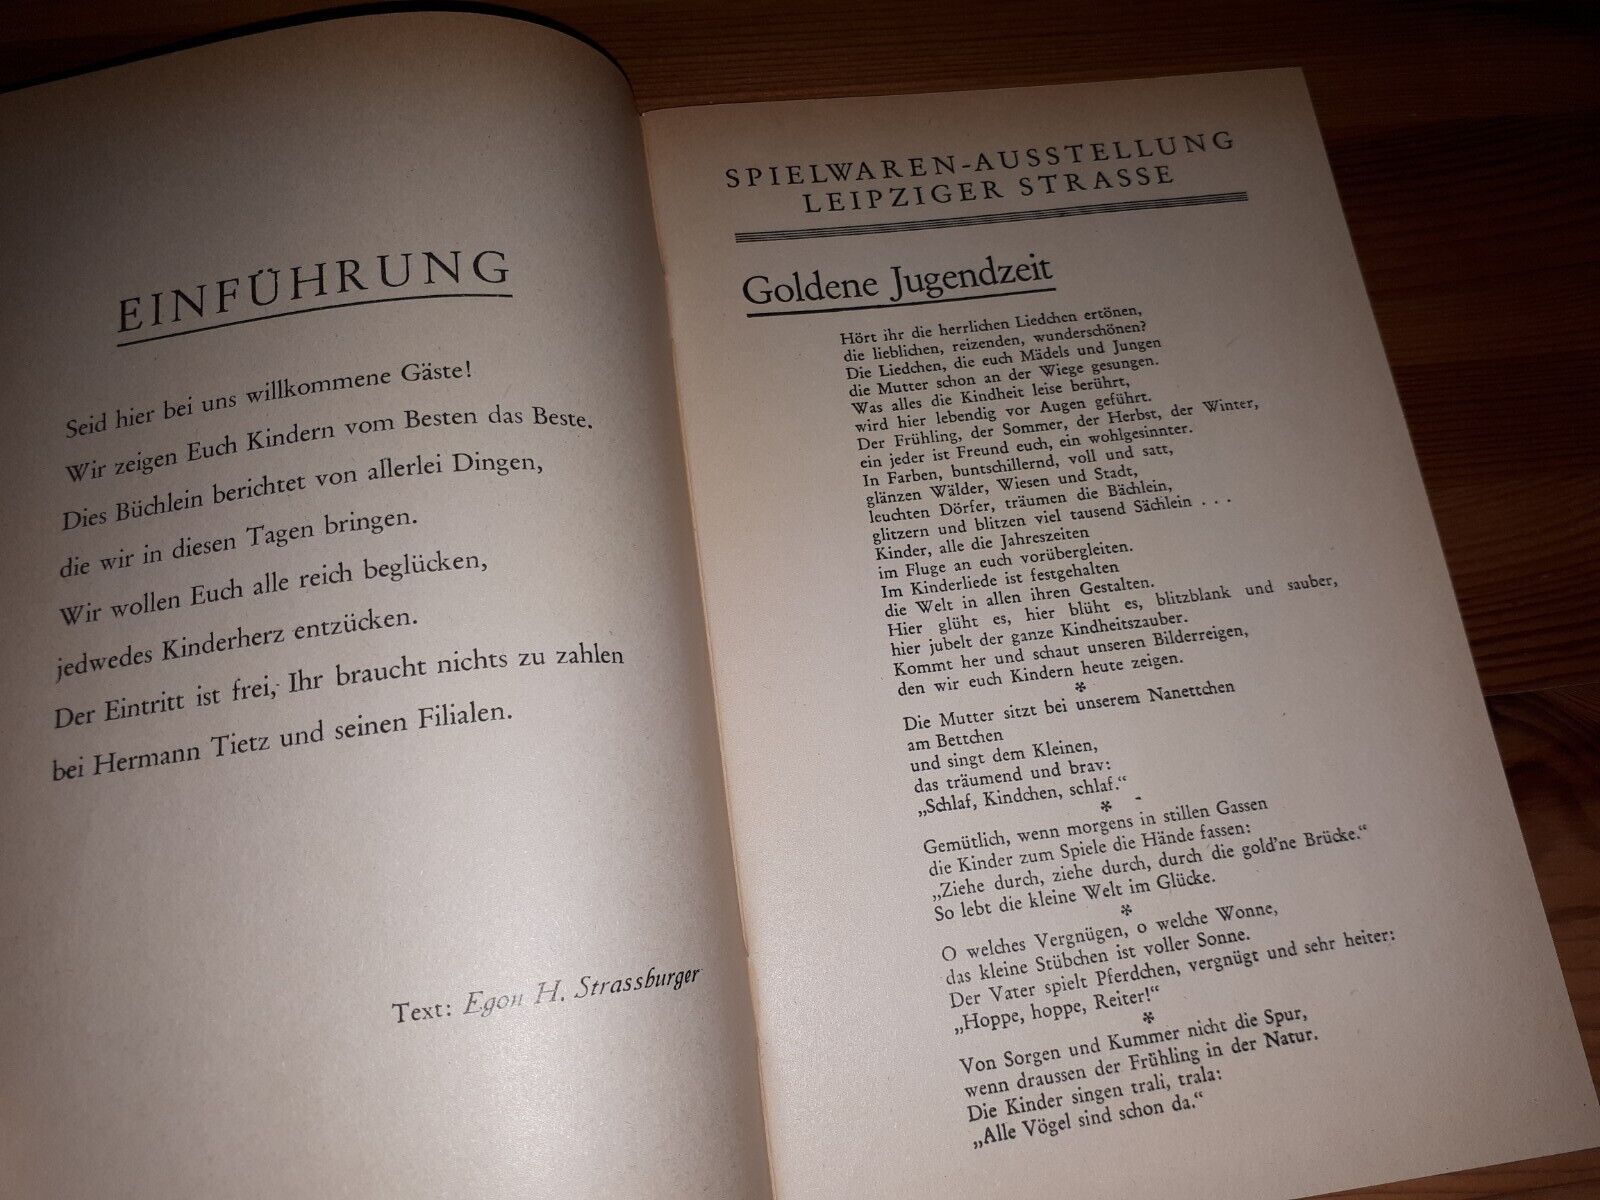 EINFÜHRUNG
Seid hier bei uns willkommene Gäste!
Wir zeigen Euch Kindern vom Besten das Beste.
Dies Büchlein berichtet von allerlei Dingen,
die wir in diesen Tagen bringen.
Wir wollen Euch alle reich beglücken,
jedwedes Kinderherz entzücken.
Der Eintritt ist frei, Ihr braucht nichts zu zahlen
bei Hermann Tietz und seinen Filialen.
Text: Egon H. Strassburger
SPIELWAREN-AUSSTELLUNG
LEIPZIGER STRASSE
Goldene Jugendzeit
Hört ihr die herrlichen Liedchen ertönen,
die lieblichen, reizenden, wunderschönen?
Die Liedchen, die euch Mädels und Jungen
die Mutter schon an der Wiege gesungen.
Was alles die Kindheit leise berührt,
wird hier lebendig vor Augen geführt.
Der Frühling, der Sommer, der Herbst, der Winter,
ein jeder ist Freund euch, ein wohlgesinnter.
In Farben, buntschillernd, voll und satt,
glänzen Wälder, Wiesen und Stadt,
leuchten Dörfer, träumen die Bächlein,
glitzern und blitzen viel tausend Sächlein . . .
Kinder, alle die Jahreszeiten
im Fluge an euch vorübergleiten.
Im Kinderliede ist festgehalten
die Welt in allen ihren Gestalten.
Hier glüht es, hier blüht es, blitzblank und sauber,
hier jubelt der ganze Kindheitszauber.
Kommt her und schaut unseren Bilderreigen,
den wir euch Kindern heute zeigen.
*
Die Mutter sitzt bei unserem Nanettchen
am Bettchen
und singt dem Kleinen,
das träumend und brav:
„Schlaf, Kindchen, schlaf.“
*
Gemütlich, wenn morgens in stillen Gassen
die Kinder zum Spiele die Hände fassen:
„Ziehe durch, ziehe durch, durch die gold'ne Brücke.“
So lebt die kleine Welt im Glücke.
*
O welches Vergnügen, o welche Wonne,
das kleine Stübchen ist voller Sonne.
Der Vater spielt Pferdchen, vergnügt und sehr heiter:
„Hoppe, hoppe, Reiter!“
*
Von Sorgen und Kummer nicht die Spur,
wenn draussen der Frühling in der Natur.
Die Kinder singen trali, trala:
„Alle Vögel sind schon da.“